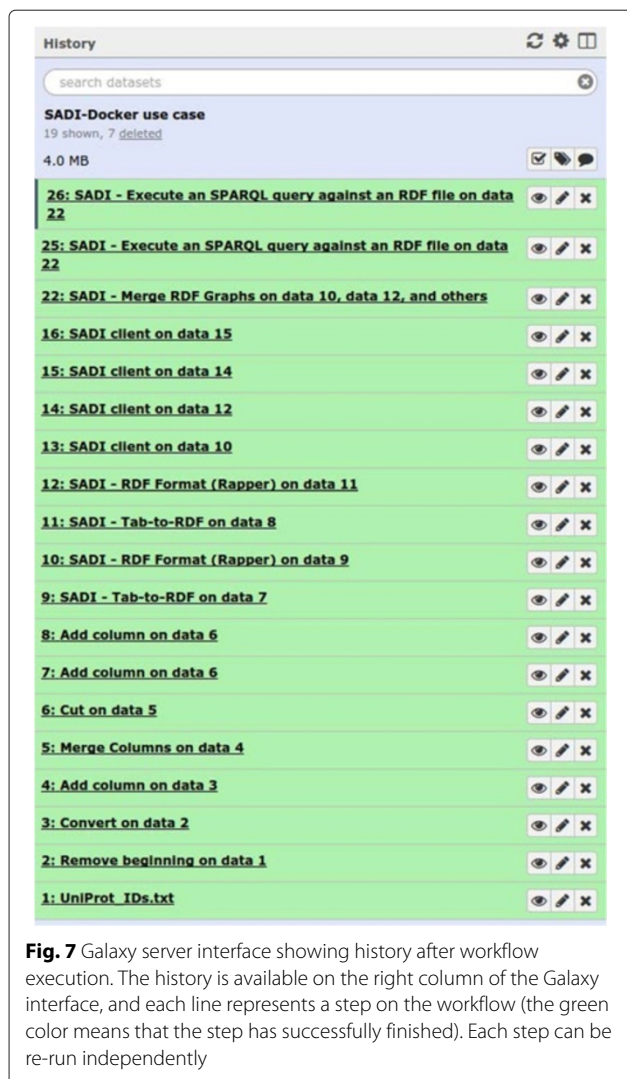 History
search datasets
SADI-Docker use case
19 shown, 7 deleted
4.0 MB
26: SADI - Execute an SPARQL query against an RDF file on data
22
25: SADI - Execute an SPARQL query against an RDF file on data
22
22: SADI - Merge RDF Graphs on data 10, data 12, and others
16: SADI client on data 15
15: SADI client on data 14
14: SADI client on data 12
13: SADI client on data 10
12: SADI - RDF Format (Rapper) on data 11
11: SADI - Tab-to-RDF on data 8
10: SADI - RDF Format (Rapper) on data 9
9: SADI - Tab-to-RDF on data 7
8: Add column on data 6
7: Add column on data 6
6: Cut on data 5
5: Merge Columns on data 4
4: Add column on data 3
3: Convert on data 2
2: Remove beginning on data 1
1: UniProt_IDs.txt
Fig. 7 Galaxy server interface showing history after workflow
execution. The history is available on the right column of the Galaxy
interface, and each line represents a step on the workflow (the green
color means that the step has successfully finished). Each step can be
re-run independently